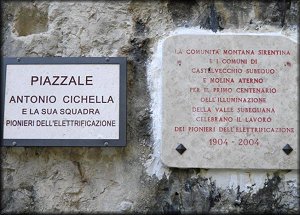 PIAZZALE
ANTONIO CICHELLA
E LA SUA SQUADRA
PIONIERI DELL'ELETTRIFICAZIONE
LA COMUNITÀ MONTANA SIRENTINA
E I COMUNI DI
CASTELVECCHIO SUBEQUO
E MOLINA ATERNO
PER IL PRIMO CENTENARIO
DELL'ILLUMINAZIONE
DELLA VALLE SUBEQUANA
CELEBRANO IL LAVORO
DEI PIONIERI DELL'ELETTRIFICAZIONE
1904 - 2004